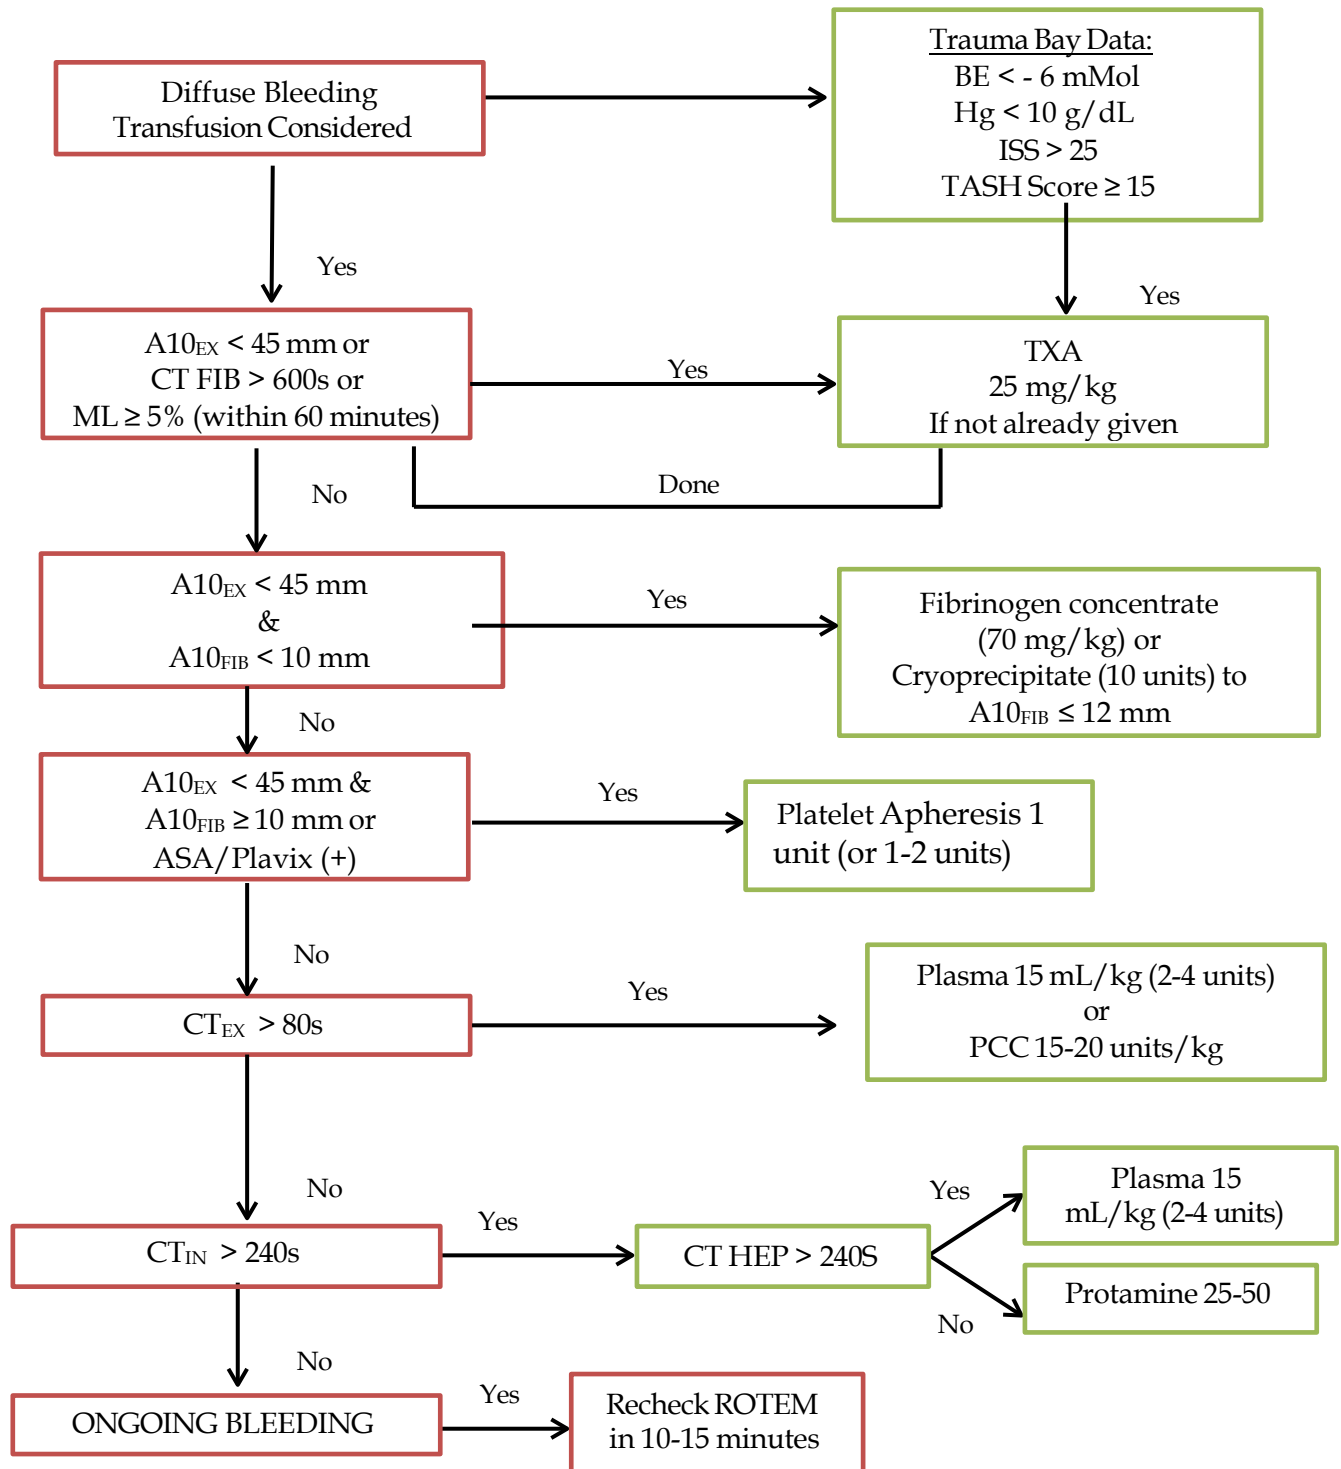 Diffuse Bleeding
Transfusion Considered
Trauma Bay Data:
BE < - 6 mMol
Hg < 10 g/dL
ISS > 25
TASH Score ≥ 15
Yes
Yes
A10EX < 45 mm or
CT FIB > 600s or
ML ≥ 5% (within 60 minutes)
Yes
TXA
25 mg/kg
If not already given
No
Done
A10EX < 45 mm
&
A10FIB < 10 mm
Yes
Fibrinogen concentrate
(70 mg/kg) or
Cryoprecipitate (10 units) to
A10FIB ≤ 12 mm
No
A10EX < 45 mm &
A10FIB ≥ 10 mm or
ASA/Plavix (+)
Yes
Platelet Apheresis 1
unit (or 1-2 units)
No
CTEX > 80s
Yes
Plasma 15 mL/kg (2-4 units)
or
PCC 15-20 units/kg
No
CTIN > 240s
Yes
CT HEP > 240S
Yes
Plasma 15
mL/kg (2-4 units)
No
Protamine 25-50
No
ONGOING BLEEDING
Yes
Recheck ROTEM
in 10-15 minutes